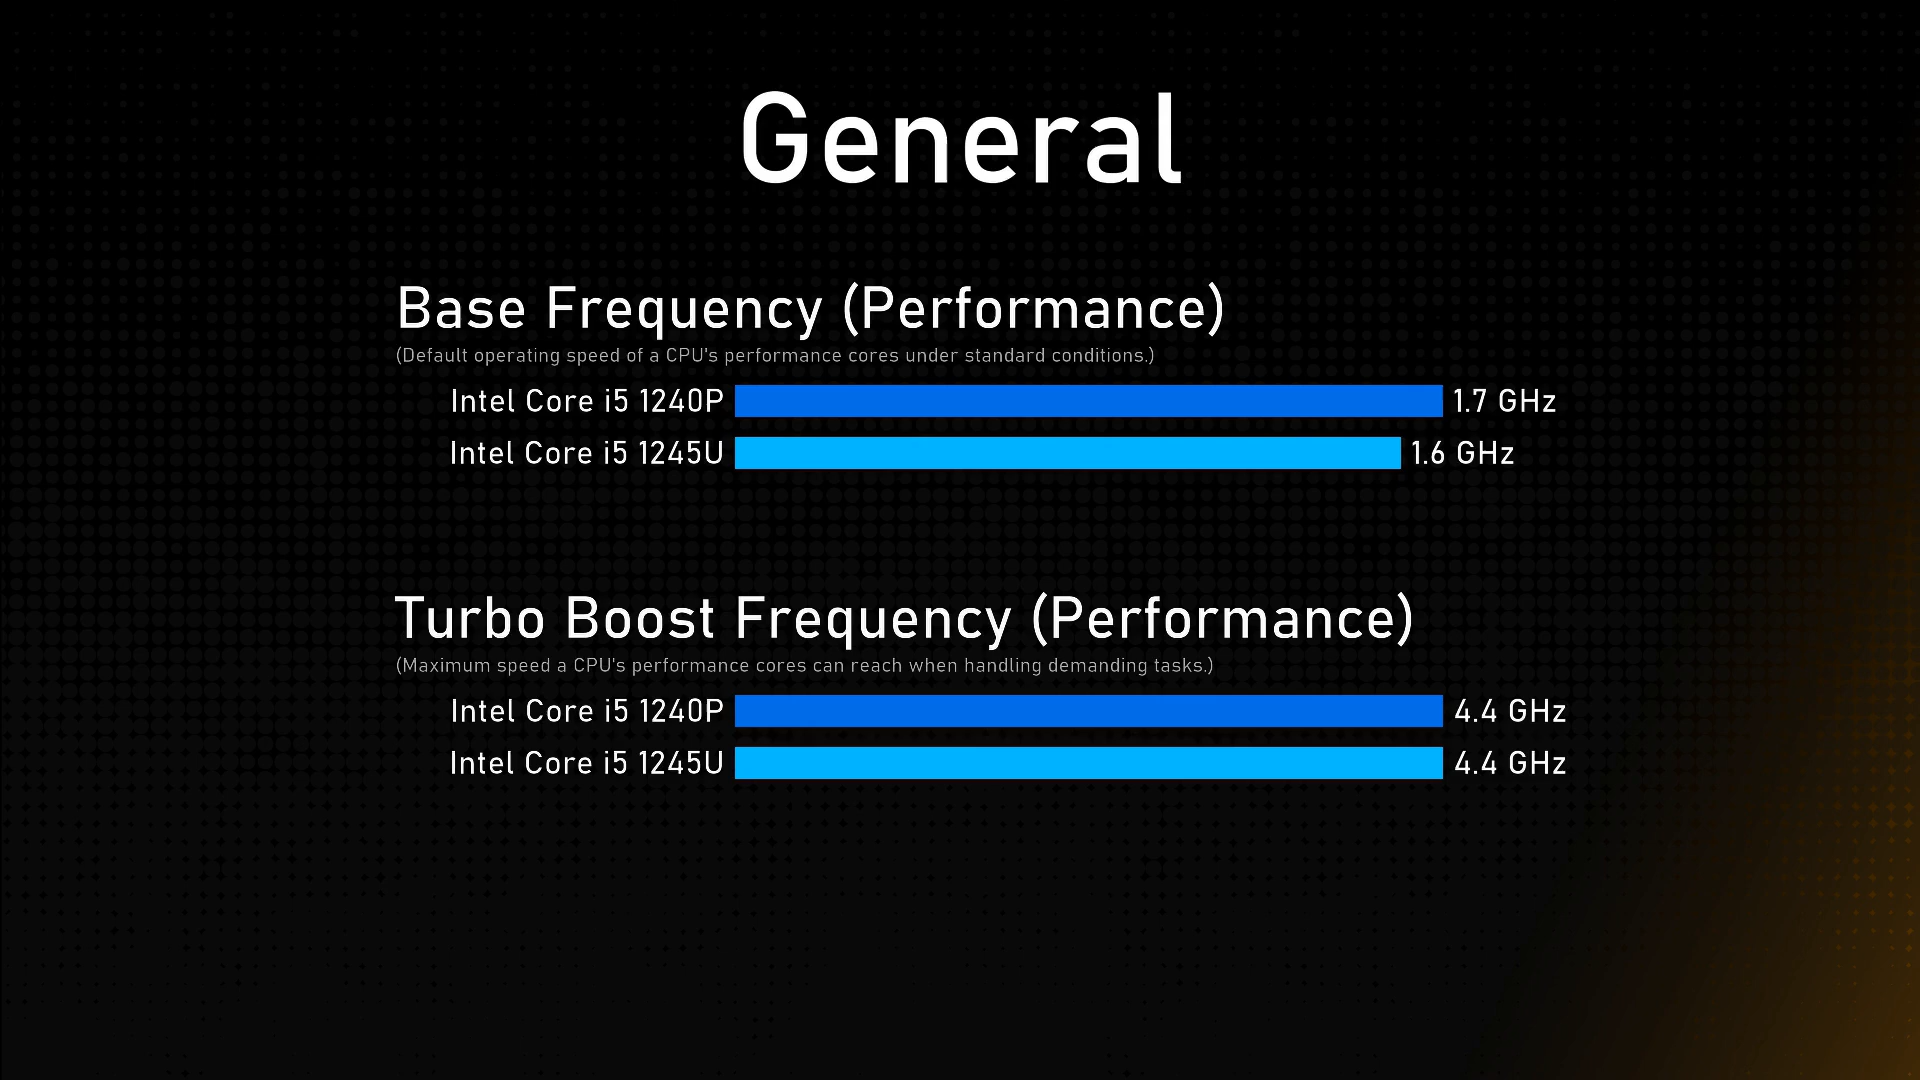 General
Base Frequency (Performance)
(Default operating speed of a CPU's performance cores under standard conditions.)
Intel Core i5 1240P 1.7 GHz
Intel Core i5 1245U 1.6 GHz
Turbo Boost Frequency (Performance)
(Maximum speed a CPU's performance cores can reach when handling demanding tasks.)
Intel Core i5 1240P 4.4 GHz
Intel Core i5 1245U 4.4 GHz